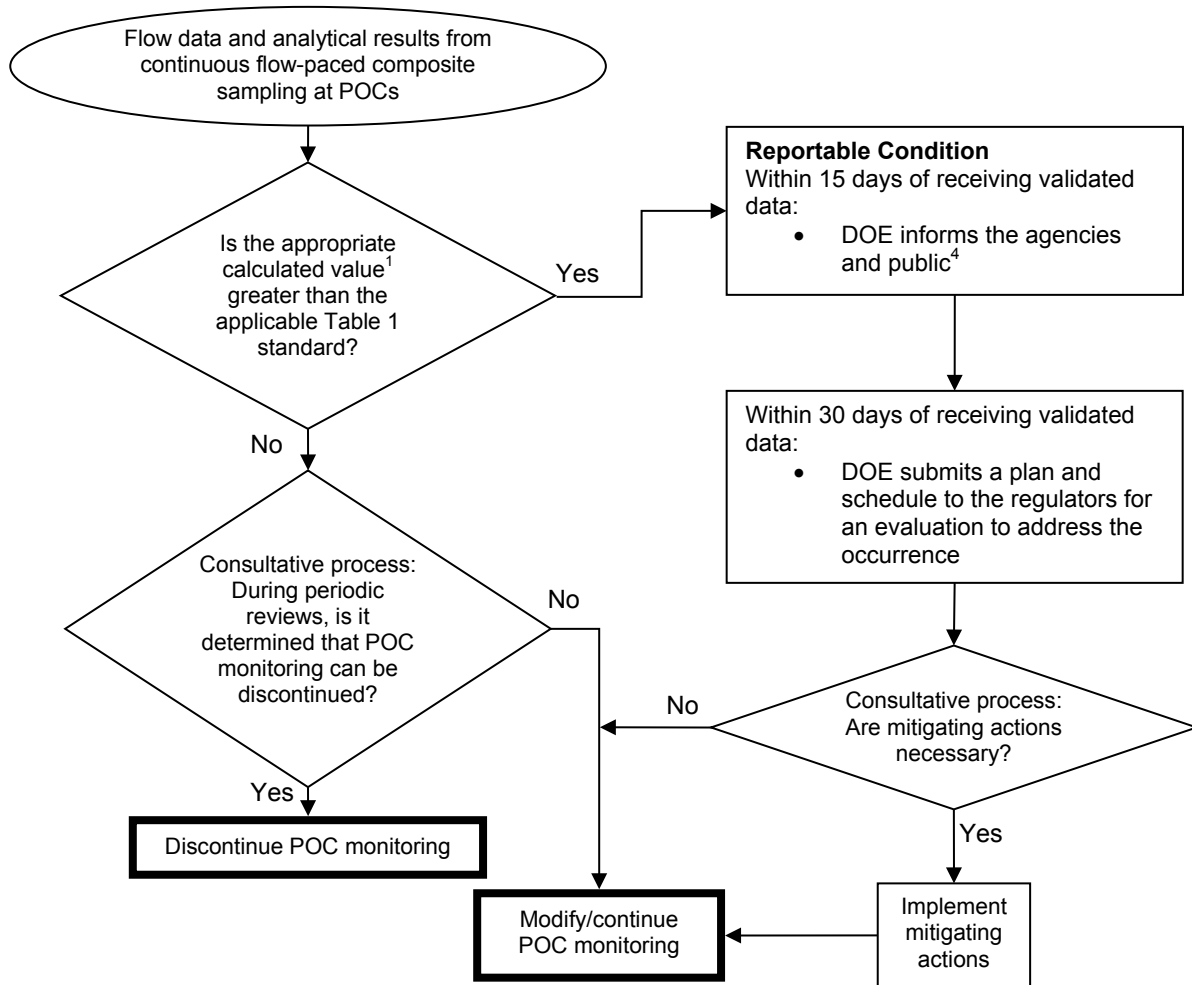 Flow data and analytical results from
continuous flow-paced composite
sampling at POCs
Is the appropriate
calculated value¹
greater than the
applicable Table 1
standard?
Yes
No
Reportable Condition
Within 15 days of receiving validated
data:
• DOE informs the agencies
and public⁴
Within 30 days of receiving validated
data:
• DOE submits a plan and
schedule to the regulators for
an evaluation to address the
occurrence
Consultative process:
During periodic
reviews, is it
determined that POC
monitoring can be
discontinued?
No
Yes
Discontinue POC monitoring
Consultative process:
Are mitigating actions
necessary?
No
Yes
Implement
mitigating
actions
Modify/continue
POC monitoring